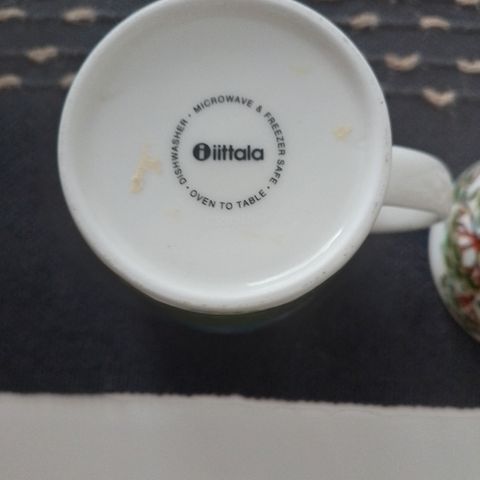 DISHWASHER · MICROWAVE & FREEZER SAFE · OVEN TO TABLE ·
iittala